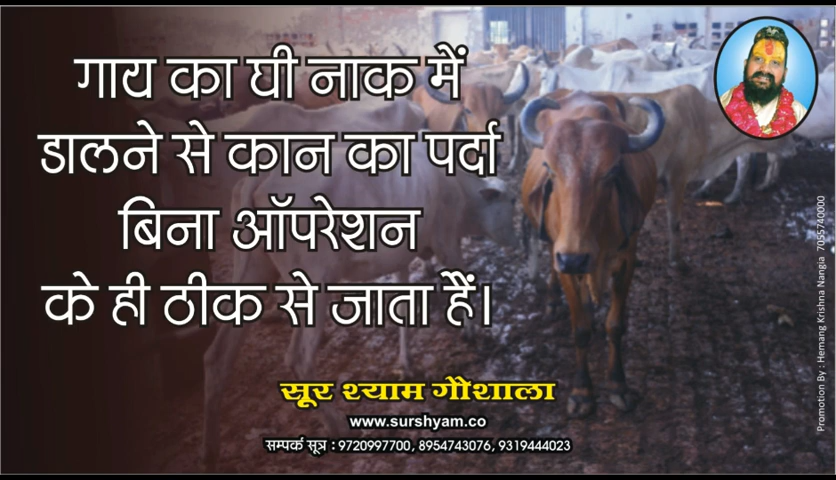 गाय का घी नाक में
डालने से कान का पर्दा
बिना ऑपरेशन
के ही ठीक से जाता हैं।
सूर श्याम गौशाला
www.surshyam.co
सम्पर्क सूत्र : 9720997700, 8954743076, 9319444023
Promotion By : Hemang Krishna Nangia 7055740000